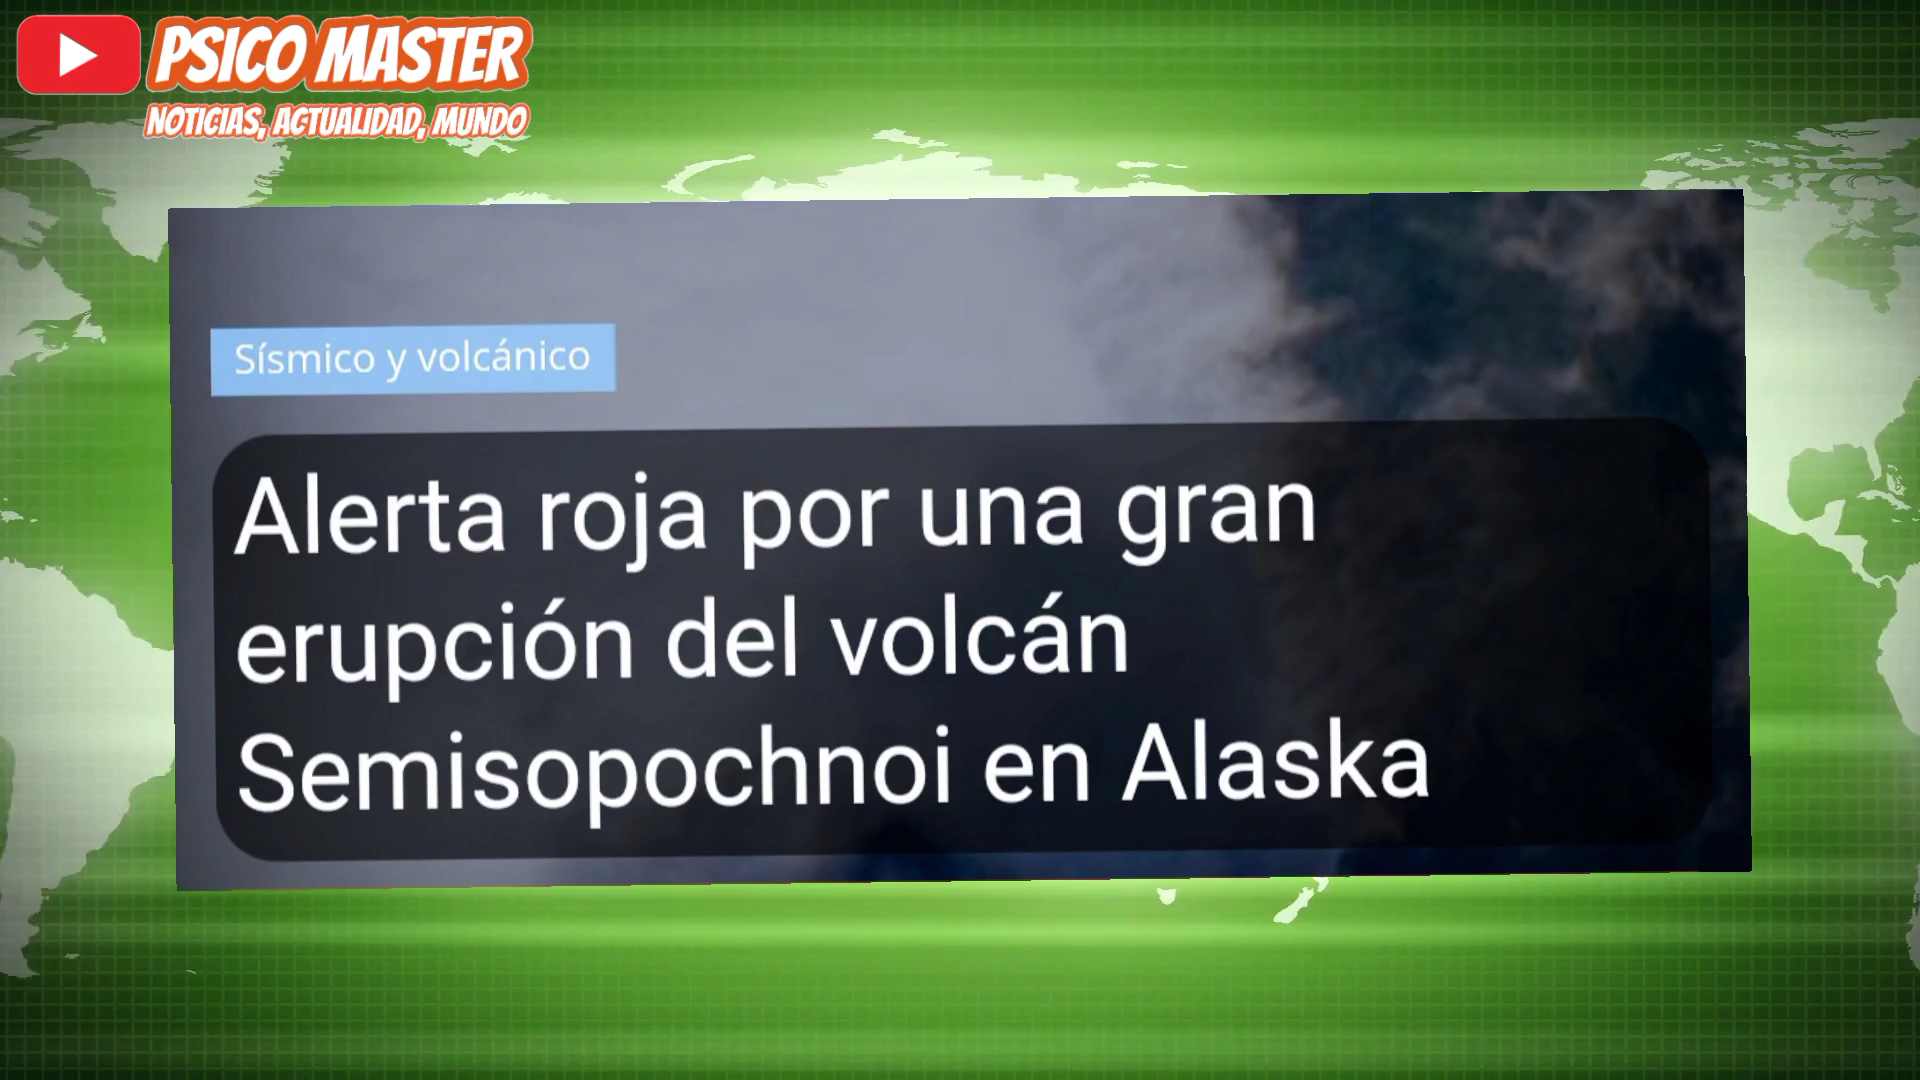 PSICO MASTER
NOTICIAS, ACTUALIDAD, MUNDO
Sísmico y volcánico
Alerta roja por una gran
erupción del volcán
Semisopochnoi en Alaska